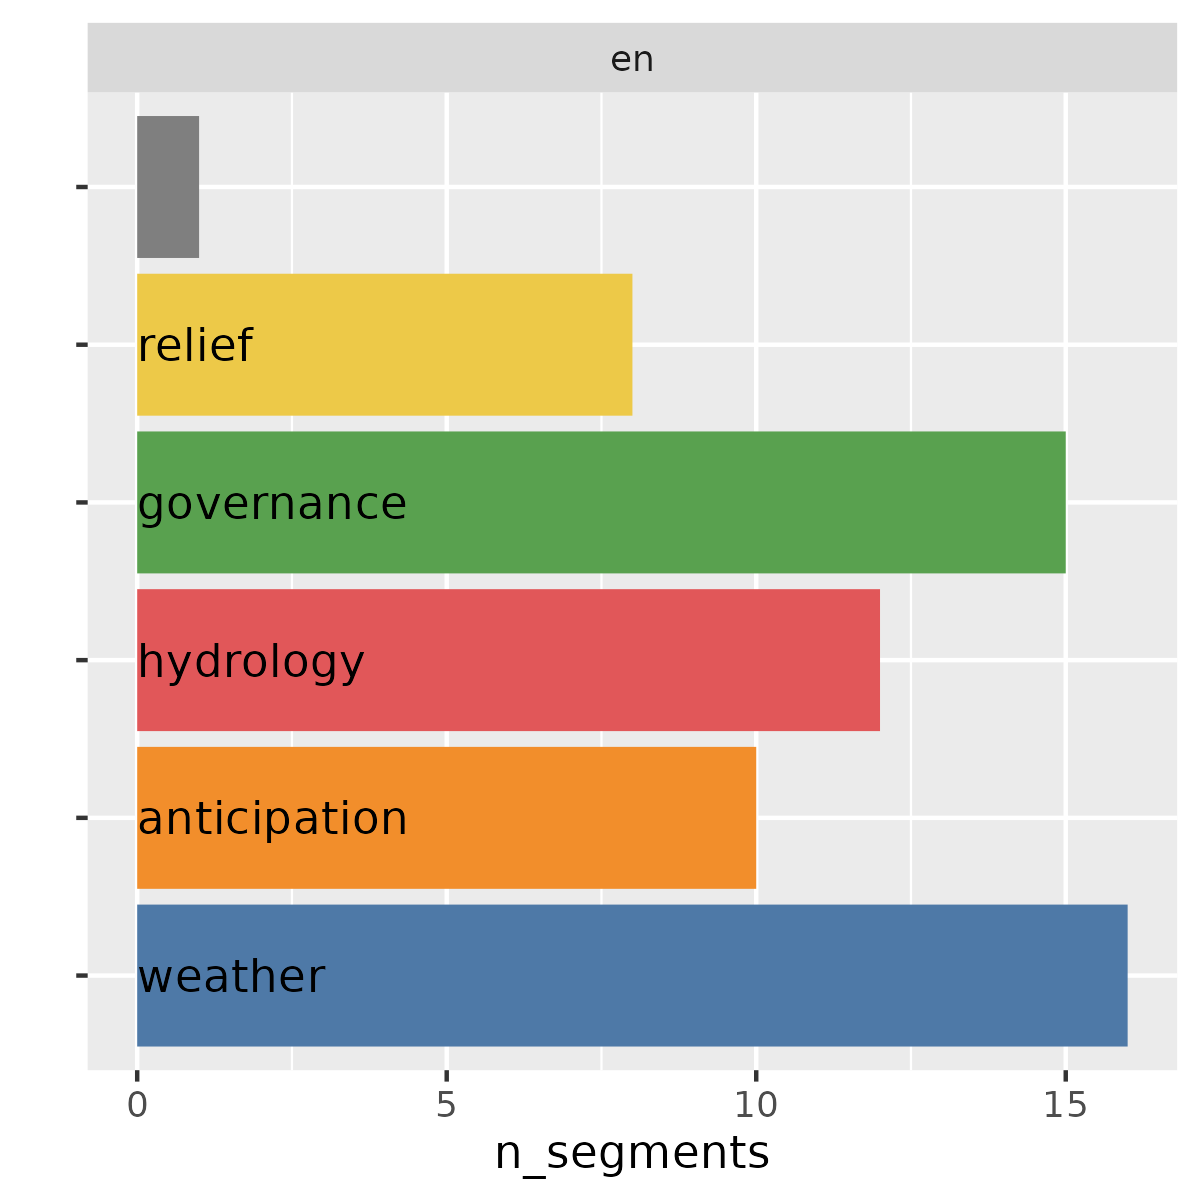 en
relief
governance
hydrology
anticipation
weather
0 5 10 15
n_segments